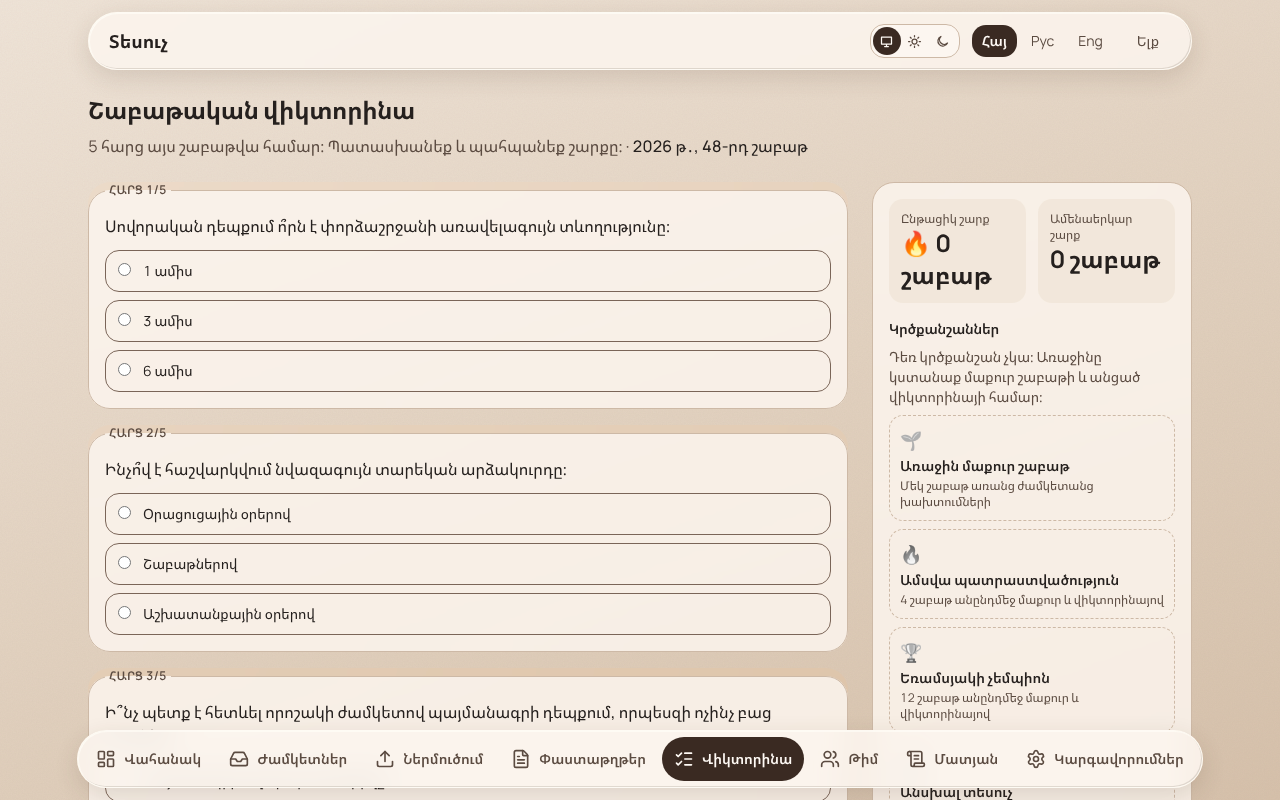 Տեսուչ
Հայ
Рус
Eng
Ելք
Շաբաթական վիկտորինա
5 հարց այս շաբաթվա համար։ Պատասխանեք և պահպանեք շարքը։ · 2026 թ., 48-րդ շաբաթ
ՀԱՐՑ 1/5
Սովորական դեպքում ո՞րն է փորձաշրջանի առավելագույն տևողությունը։
1 ամիս
3 ամիս
6 ամիս
ՀԱՐՑ 2/5
Ինչո՞վ է հաշվարկվում նվազագույն տարեկան արձակուրդը։
Օրացուցային օրերով
Շաբաթներով
Աշխատանքային օրերով
ՀԱՐՑ 3/5
Ի՞նչ պետք է հետևել որոշակի ժամկետով պայմանագրի դեպքում, որպեսզի ոչինչ բաց
Ընթացիկ շարք
🔥 0
շաբաթ
Ամենաերկար
շարք
0 շաբաթ
Կրծքանշաններ
Դեռ կրծքանշան չկա։ Առաջինը
կստանաք մաքուր շաբաթի և անցած
վիկտորինայի համար։
Առաջին մաքուր շաբաթ
Մեկ շաբաթ առանց ժամկետանց
խախտումների
Ամսվա պատրաստվածություն
4 շաբաթ անընդմեջ մաքուր և վիկտորինայով
Եռամսյակի չեմպիոն
12 շաբաթ անընդմեջ մաքուր և
վիկտորինայով
Անսխալ տեսուչ
Վահանակ
Ժամկետներ
Ներմուծում
Փաստաթղթեր
Վիկտորինա
Թիմ
Մատյան
Կարգավորումներ